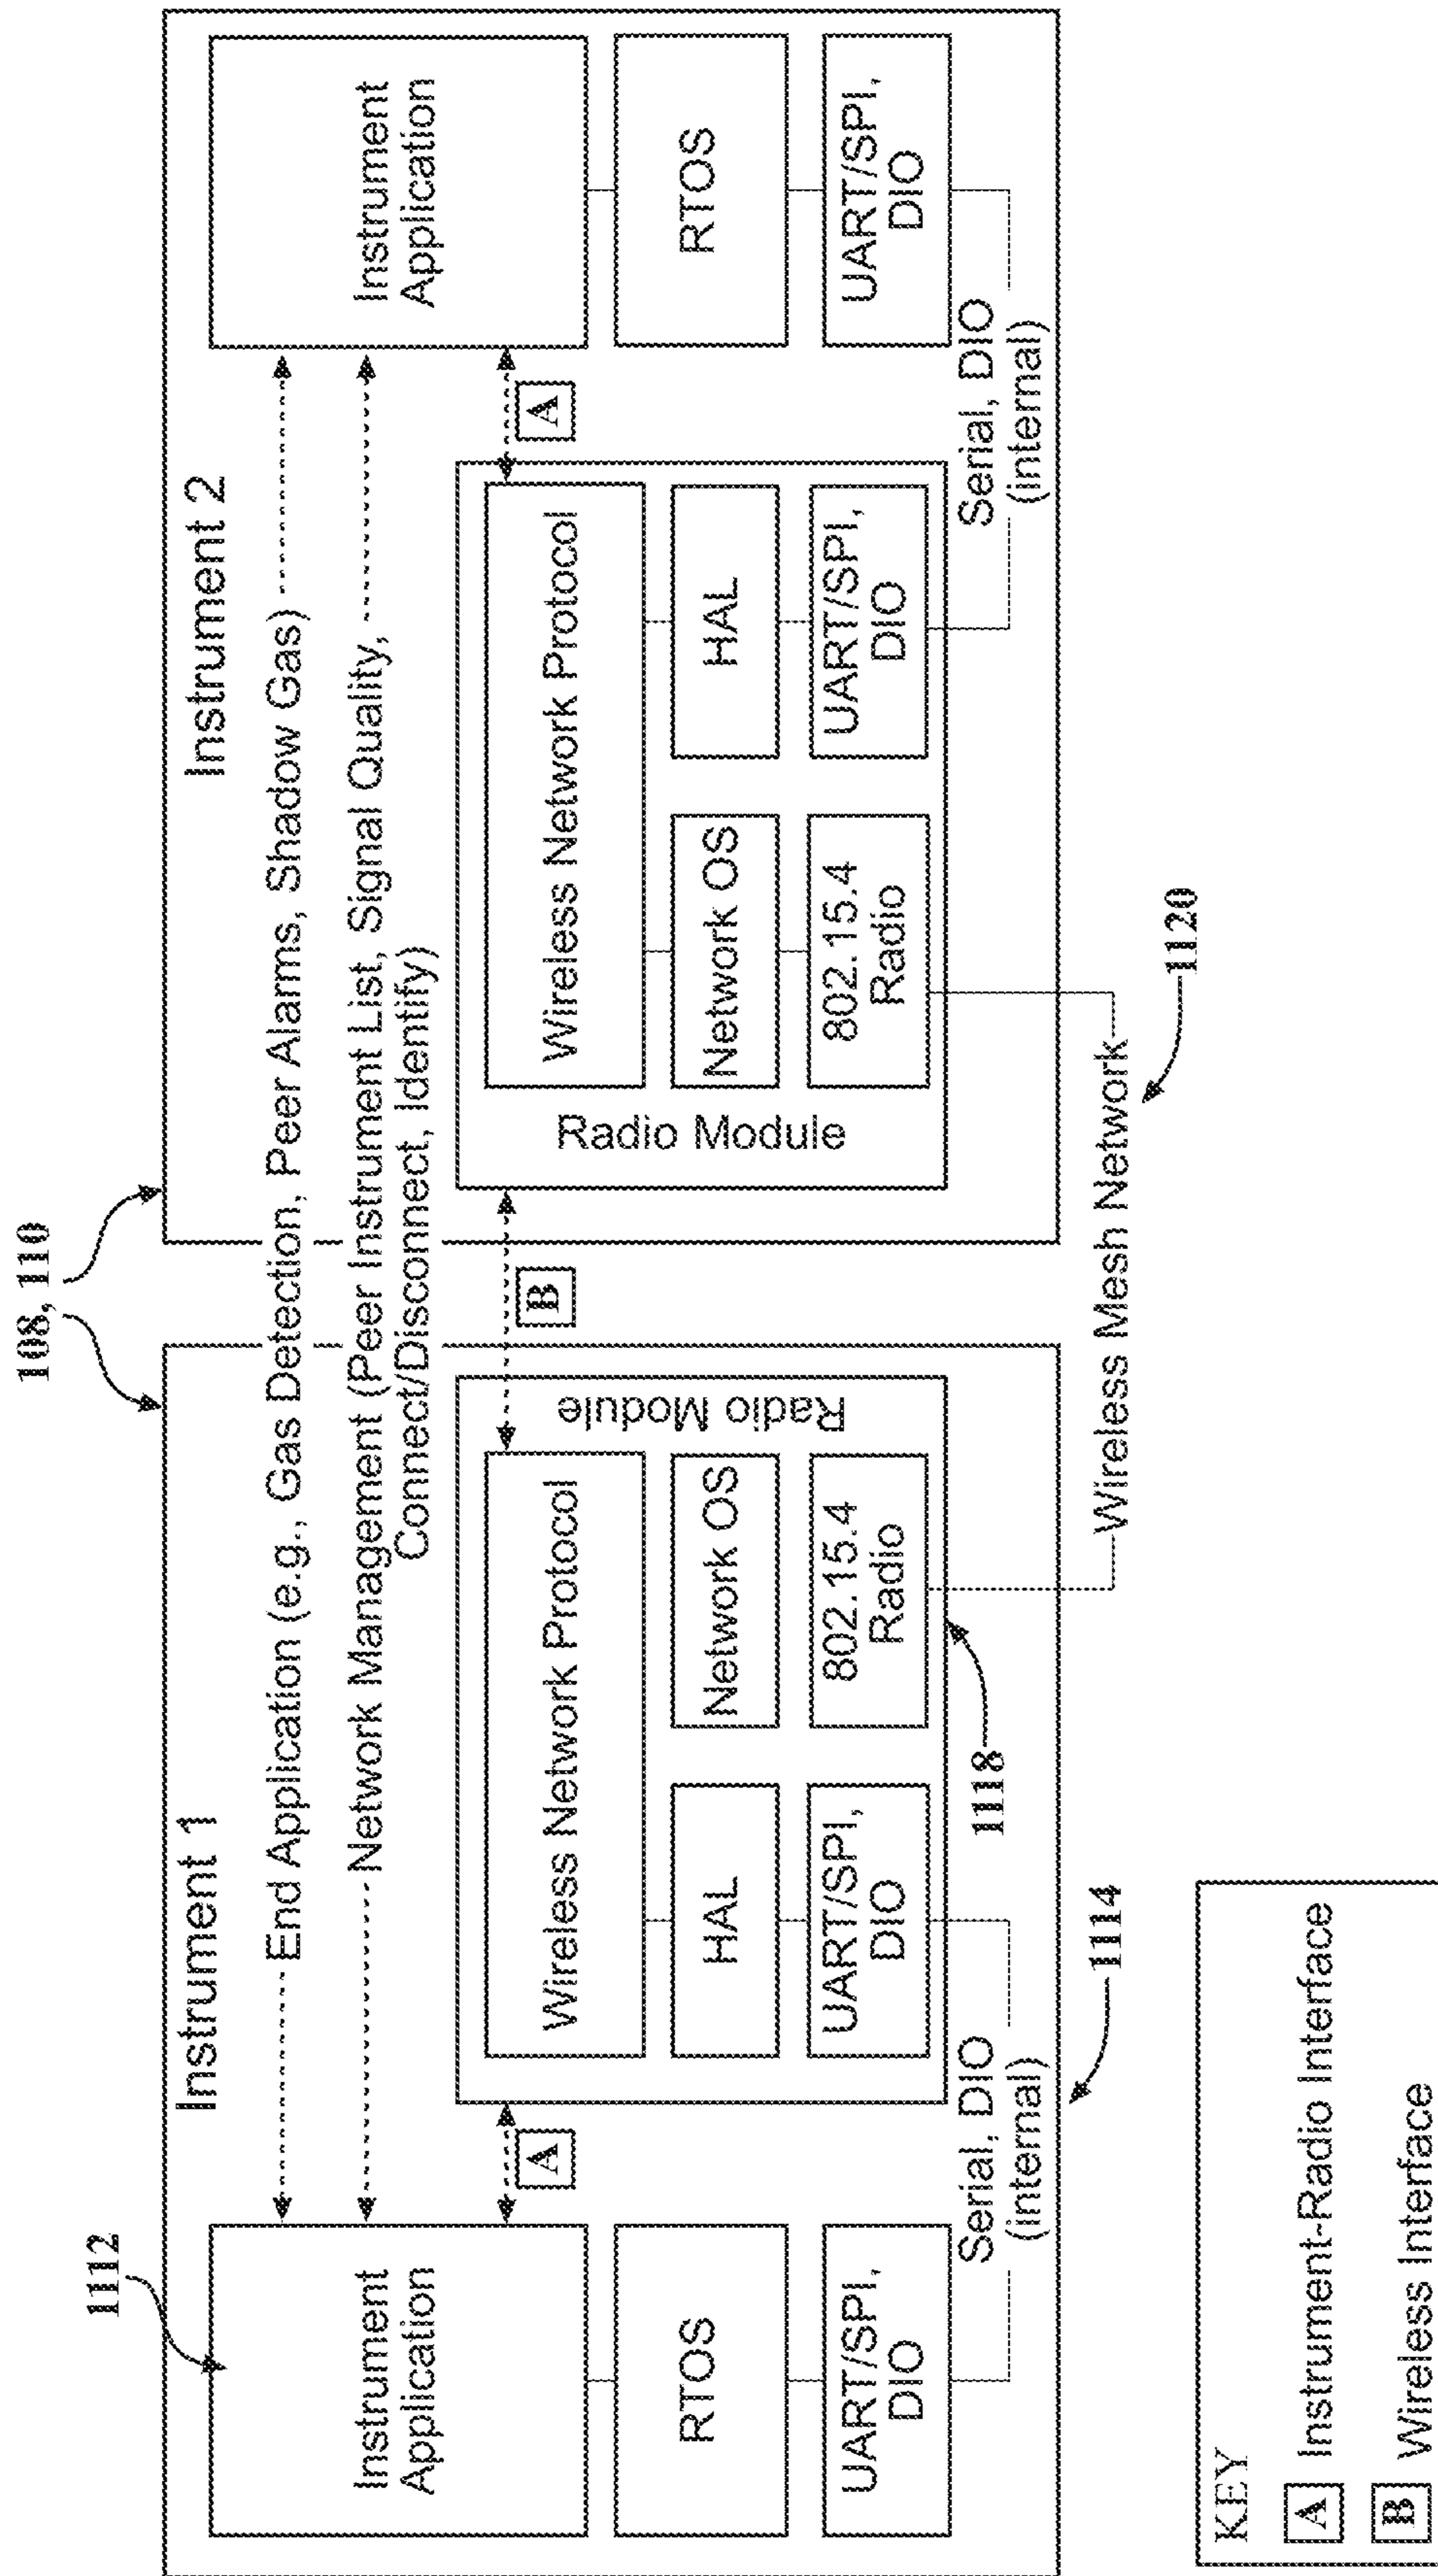 108, 110
Instrument 1
Instrument 2
1112
End Application (e.g., Gas Detection, Peer Alarms, Shadow Gas)
Network Management (Peer Instrument List, Signal Quality,
Connect/Disconnect, Identify)
Instrument
Application
RTOS
UART/SPI,
DIO
A
Wireless Network Protocol
HAL
Network OS
UART/SPI,
DIO
802.15.4
Radio
Radio Module
B
Radio Module
Wireless Network Protocol
Network OS
HAL
802.15.4
Radio
UART/SPI,
DIO
A
Instrument
Application
RTOS
UART/SPI,
DIO
Serial, DIO
(internal)
Serial, DIO
(internal)
1118
1114
Wireless Mesh Network
1120
KEY
A Instrument-Radio Interface
B Wireless Interface